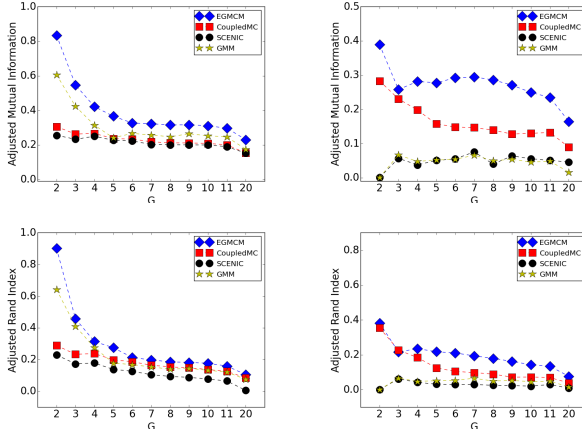 1.0
0.8
0.6
0.4
0.2
0.0
Adjusted Mutual Information
2 3 4 5 6 7 8 9 10 11 20
G
EGMCM
CoupledMC
SCENIC
GMM
0.5
0.4
0.3
0.2
0.1
0.0
Adjusted Mutual Information
2 3 4 5 6 7 8 9 10 11 20
G
EGMCM
CoupledMC
SCENIC
GMM
1.0
0.8
0.6
0.4
0.2
0.0
Adjusted Rand Index
2 3 4 5 6 7 8 9 10 11 20
G
EGMCM
CoupledMC
SCENIC
GMM
0.8
0.6
0.4
0.2
0.0
Adjusted Rand Index
2 3 4 5 6 7 8 9 10 11 20
G
EGMCM
CoupledMC
SCENIC
GMM